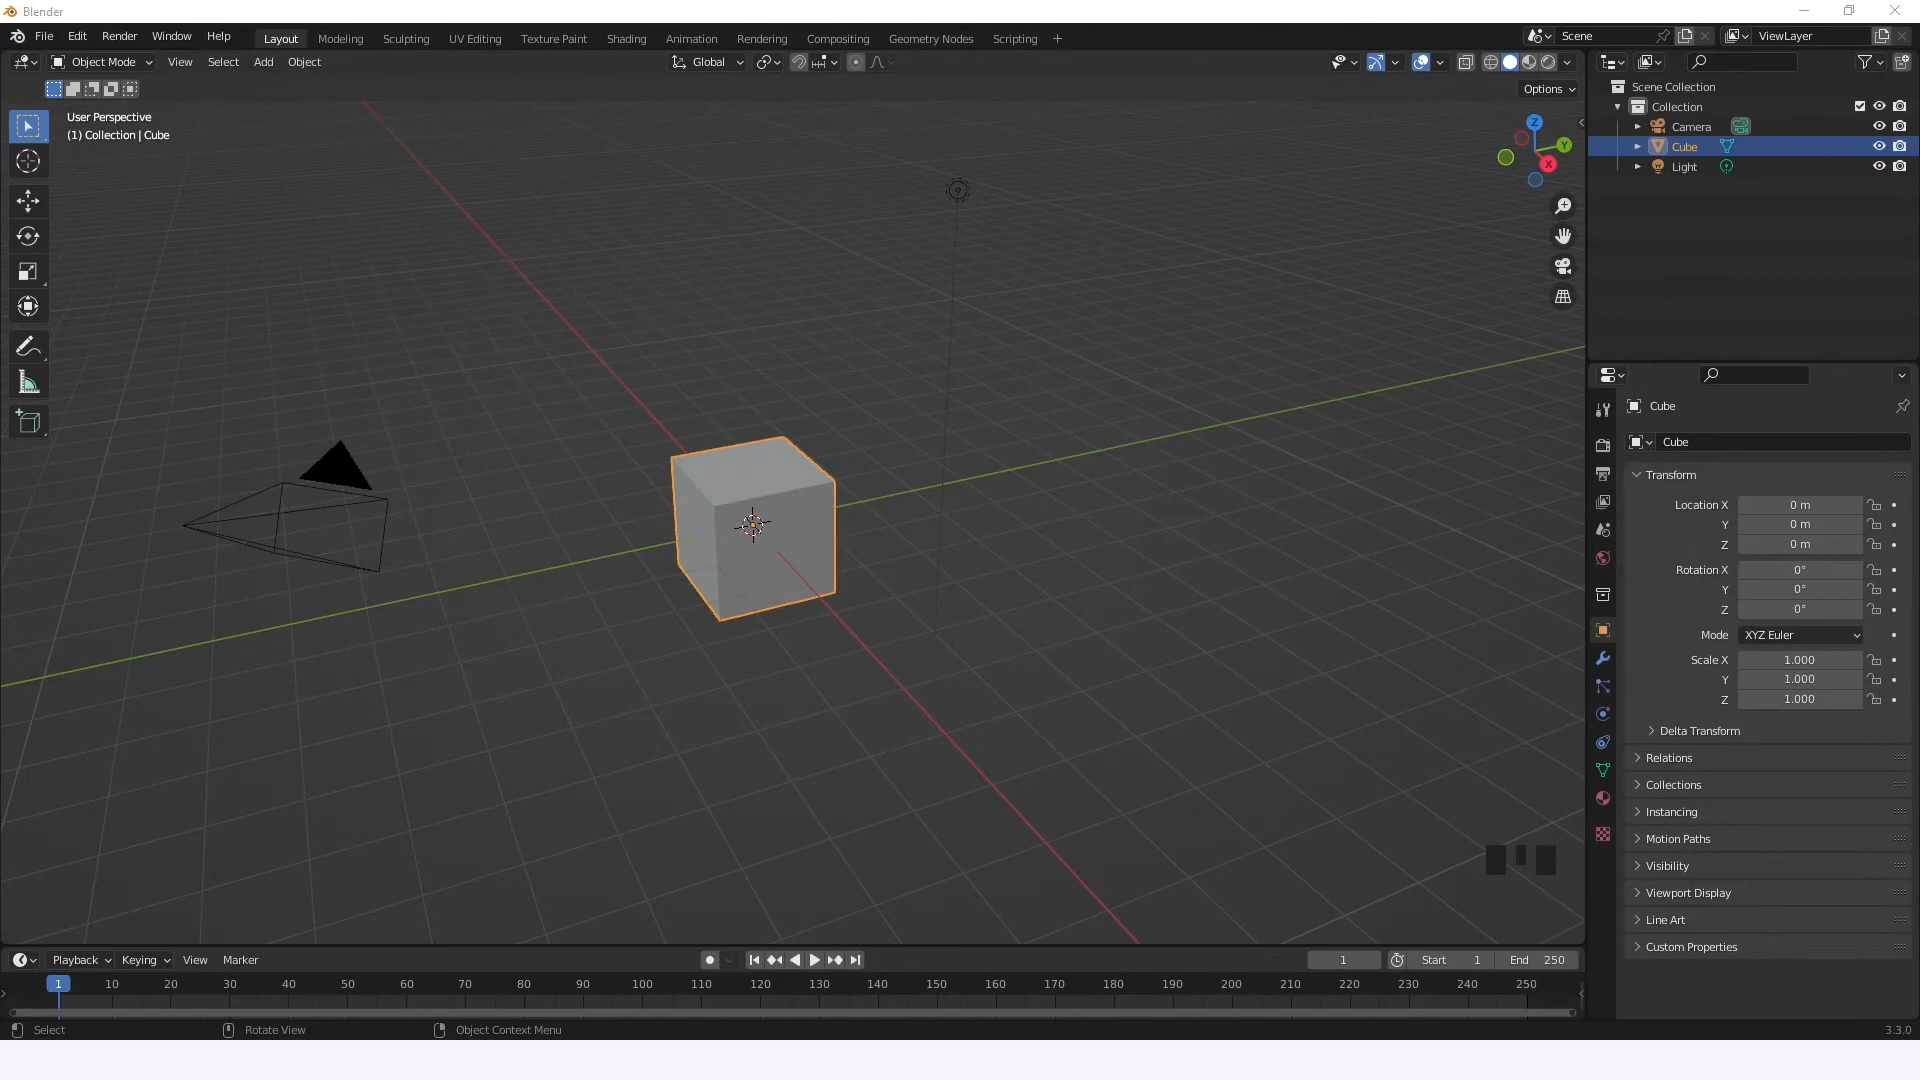 Blender
File Edit Render Window Help Layout Modeling Sculpting UV Editing Texture Paint Shading Animation Rendering Compositing Geometry Nodes Scripting + Scene ViewLayer
Object Mode View Select Add Object Global
Options
User Perspective
(1) Collection | Cube
Z
Y
X
Scene Collection
Collection
Camera
Cube
Light
Cube
Cube
Transform
Location X 0 m
Y 0 m
Z 0 m
Rotation X 0°
Y 0°
Z 0°
Mode XYZ Euler
Scale X 1.000
Y 1.000
Z 1.000
Delta Transform
Relations
Collections
Instancing
Motion Paths
Visibility
Viewport Display
Line Art
Custom Properties
Playback Keying View Marker 1 Start 1 End 250
1 10 20 30 40 50 60 70 80 90 100 110 120 130 140 150 160 170 180 190 200 210 220 230 240 250
Select Rotate View Object Context Menu 3.3.0